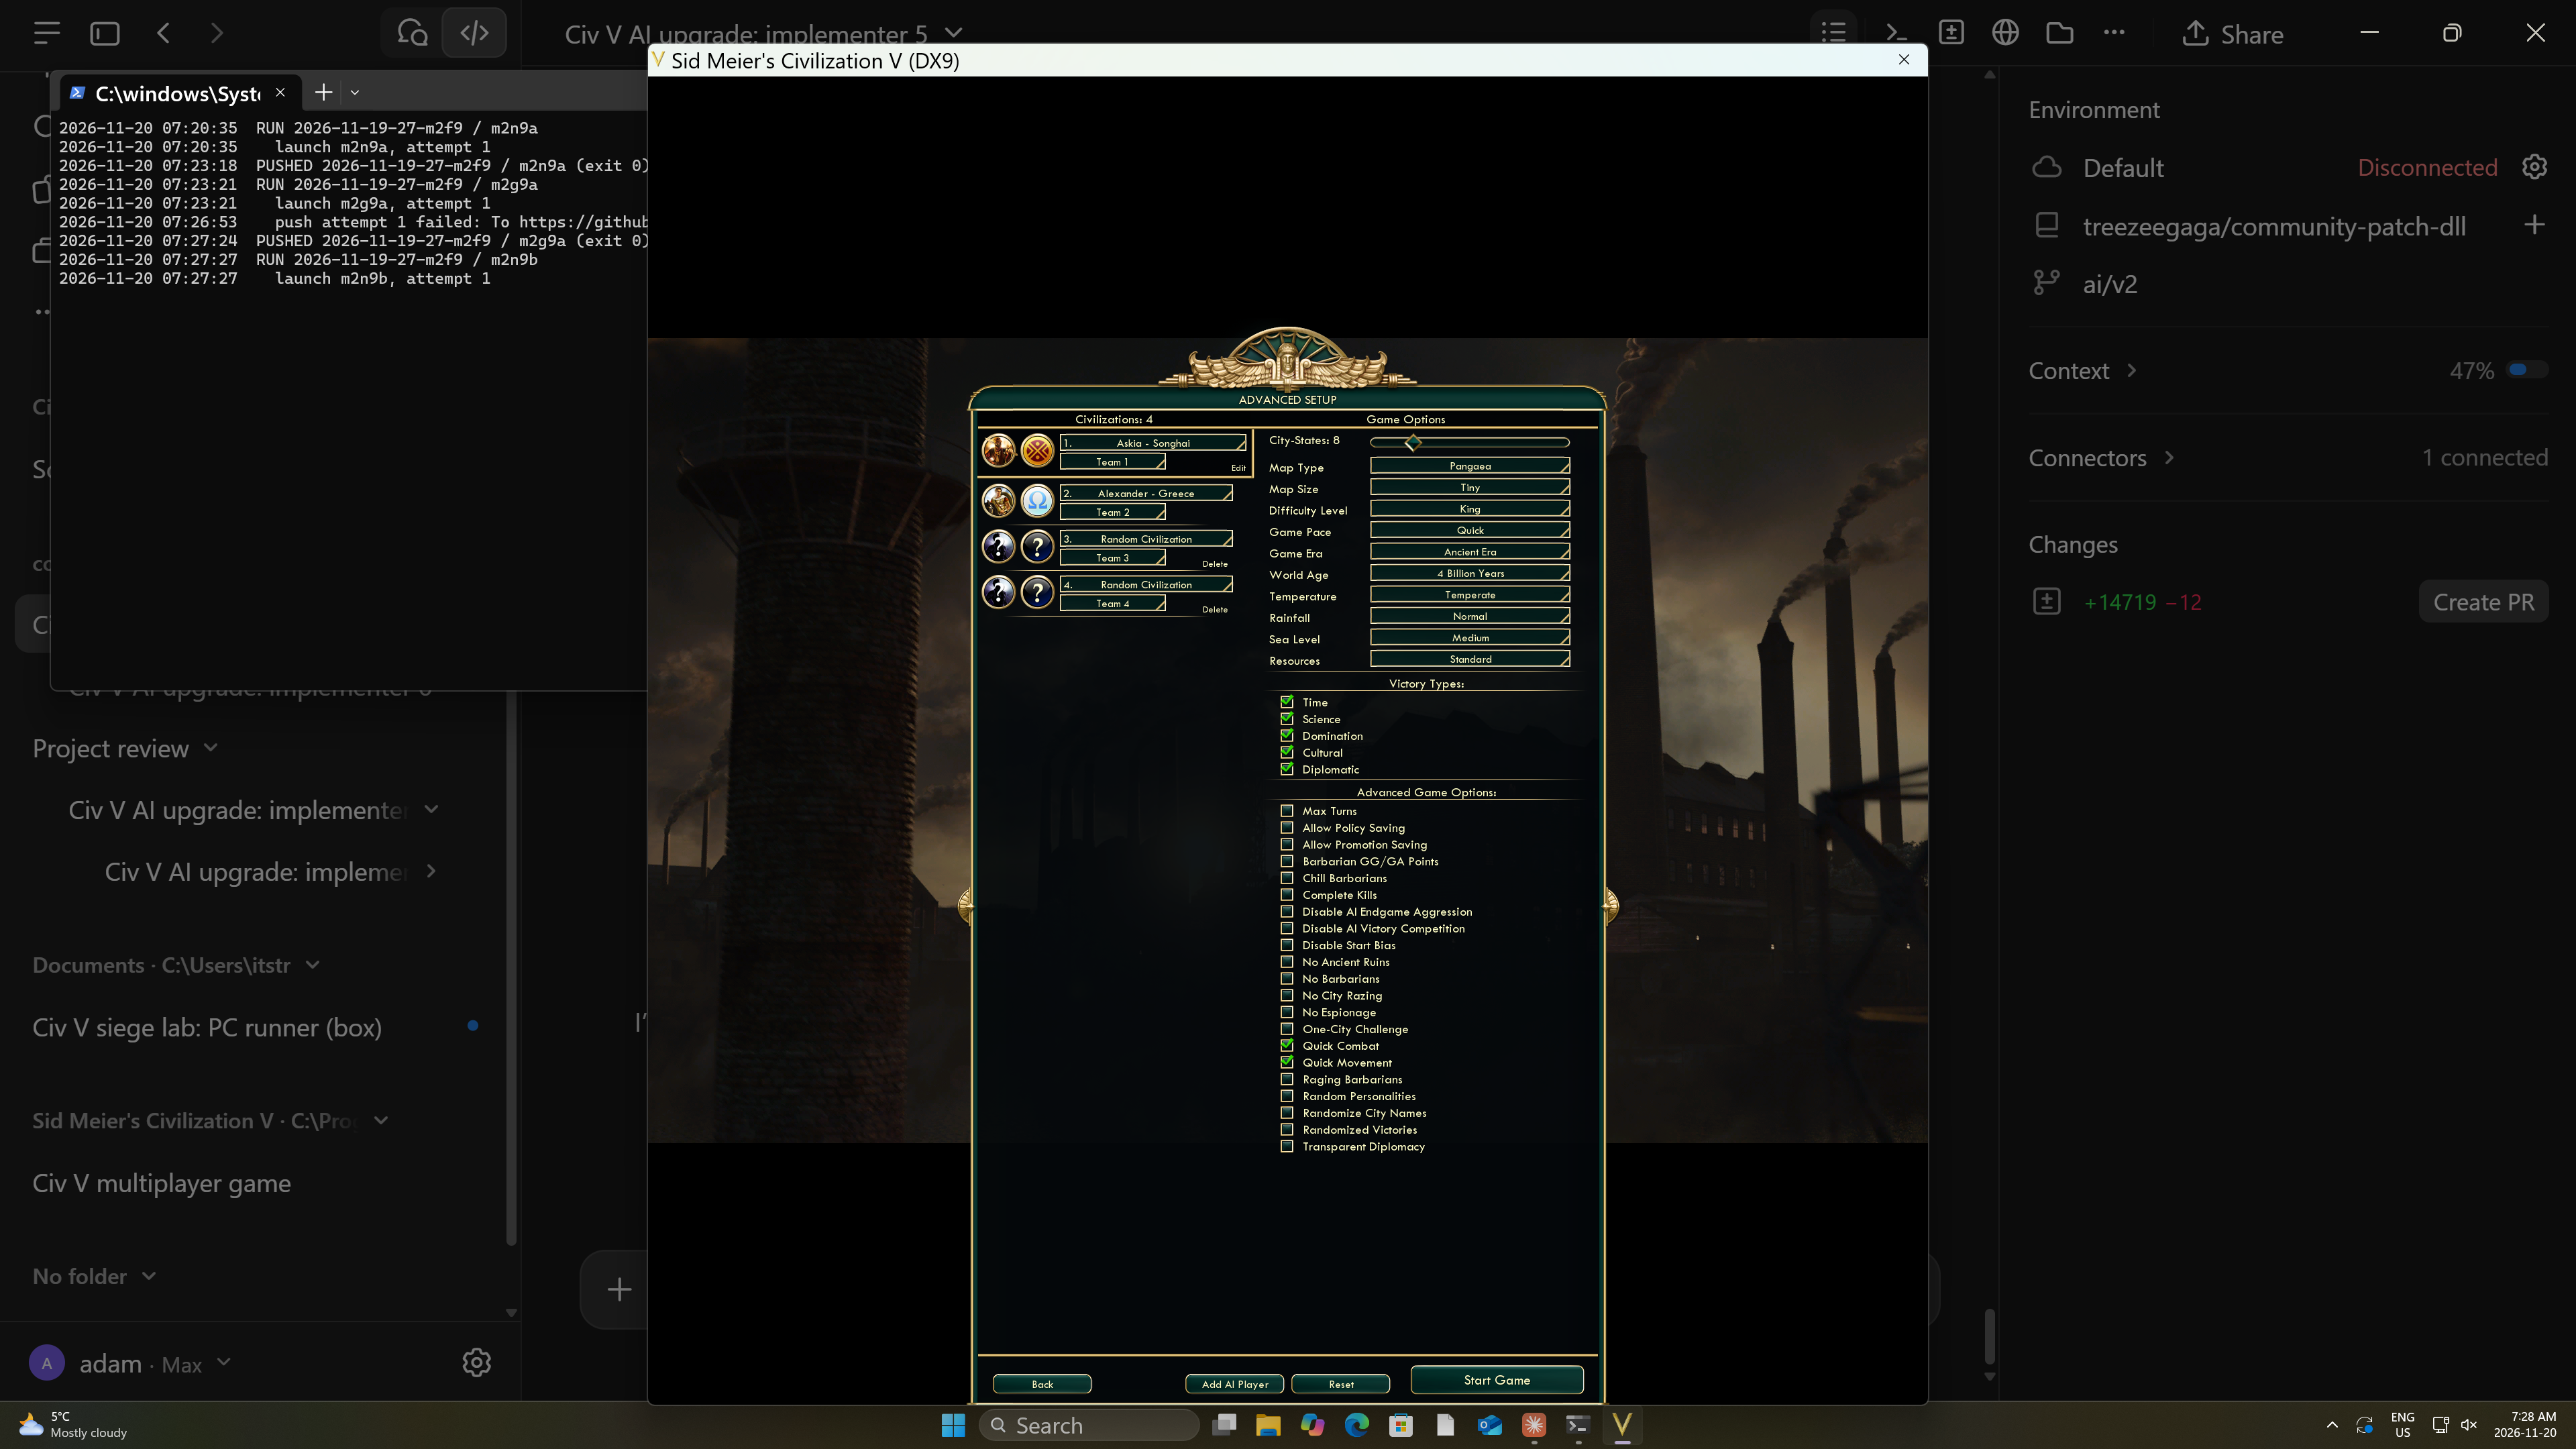 Civ V AI upgrade: implementer 5
Share
Sid Meier's Civilization V (DX9)
C:\windows\Syst
2026-11-20 07:20:35 RUN 2026-11-19-27-m2f9 / m2n9a
2026-11-20 07:20:35 launch m2n9a, attempt 1
2026-11-20 07:23:18 PUSHED 2026-11-19-27-m2f9 / m2n9a (exit 0)
2026-11-20 07:23:21 RUN 2026-11-19-27-m2f9 / m2g9a
2026-11-20 07:23:21 launch m2g9a, attempt 1
2026-11-20 07:26:53 push attempt 1 failed: To https://github
2026-11-20 07:27:24 PUSHED 2026-11-19-27-m2f9 / m2g9a (exit 0)
2026-11-20 07:27:27 RUN 2026-11-19-27-m2f9 / m2n9b
2026-11-20 07:27:27 launch m2n9b, attempt 1
Project review
Civ V AI upgrade: implementer
Civ V AI upgrade: impleme
Documents · C:\Users\itstr
Civ V siege lab: PC runner (box)
Sid Meier's Civilization V · C:\Pro
Civ V multiplayer game
No folder
A adam · Max
ADVANCED SETUP
Civilizations: 4
1. Askia - Songhai
Team 1
Edit
2. Alexander - Greece
Team 2
3. Random Civilization
Team 3
Delete
4. Random Civilization
Team 4
Delete
Game Options
City-States: 8
Map Type Pangaea
Map Size Tiny
Difficulty Level King
Game Pace Quick
Game Era Ancient Era
World Age 4 Billion Years
Temperature Temperate
Rainfall Normal
Sea Level Medium
Resources Standard
Victory Types:
Time
Science
Domination
Cultural
Diplomatic
Advanced Game Options:
Max Turns
Allow Policy Saving
Allow Promotion Saving
Barbarian GG/GA Points
Chill Barbarians
Complete Kills
Disable AI Endgame Aggression
Disable AI Victory Competition
Disable Start Bias
No Ancient Ruins
No Barbarians
No City Razing
No Espionage
One-City Challenge
Quick Combat
Quick Movement
Raging Barbarians
Random Personalities
Randomize City Names
Randomized Victories
Transparent Diplomacy
Back
Add AI Player
Reset
Start Game
Environment
Default Disconnected
treezeegaga/community-patch-dll
ai/v2
Context 47%
Connectors 1 connected
Changes
+14719 −12
Create PR
5°C
Mostly cloudy
Search
ENG
US
7:28 AM
2026-11-20